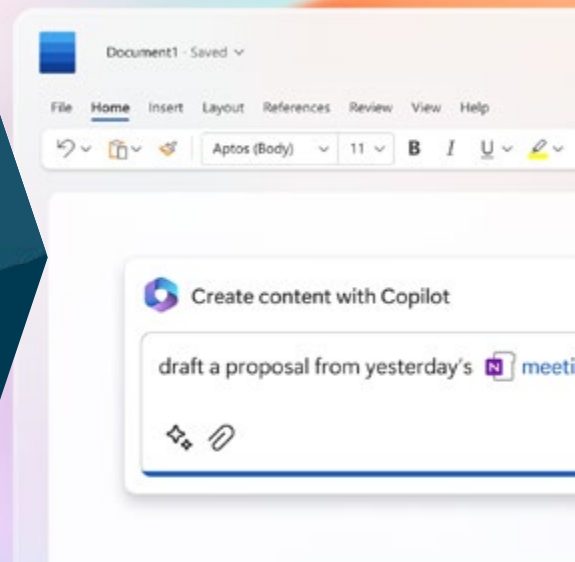 Document1 · Saved
File Home Insert Layout References Review View Help
Aptos (Body) 11 B I U
Create content with Copilot
draft a proposal from yesterday's N meeti